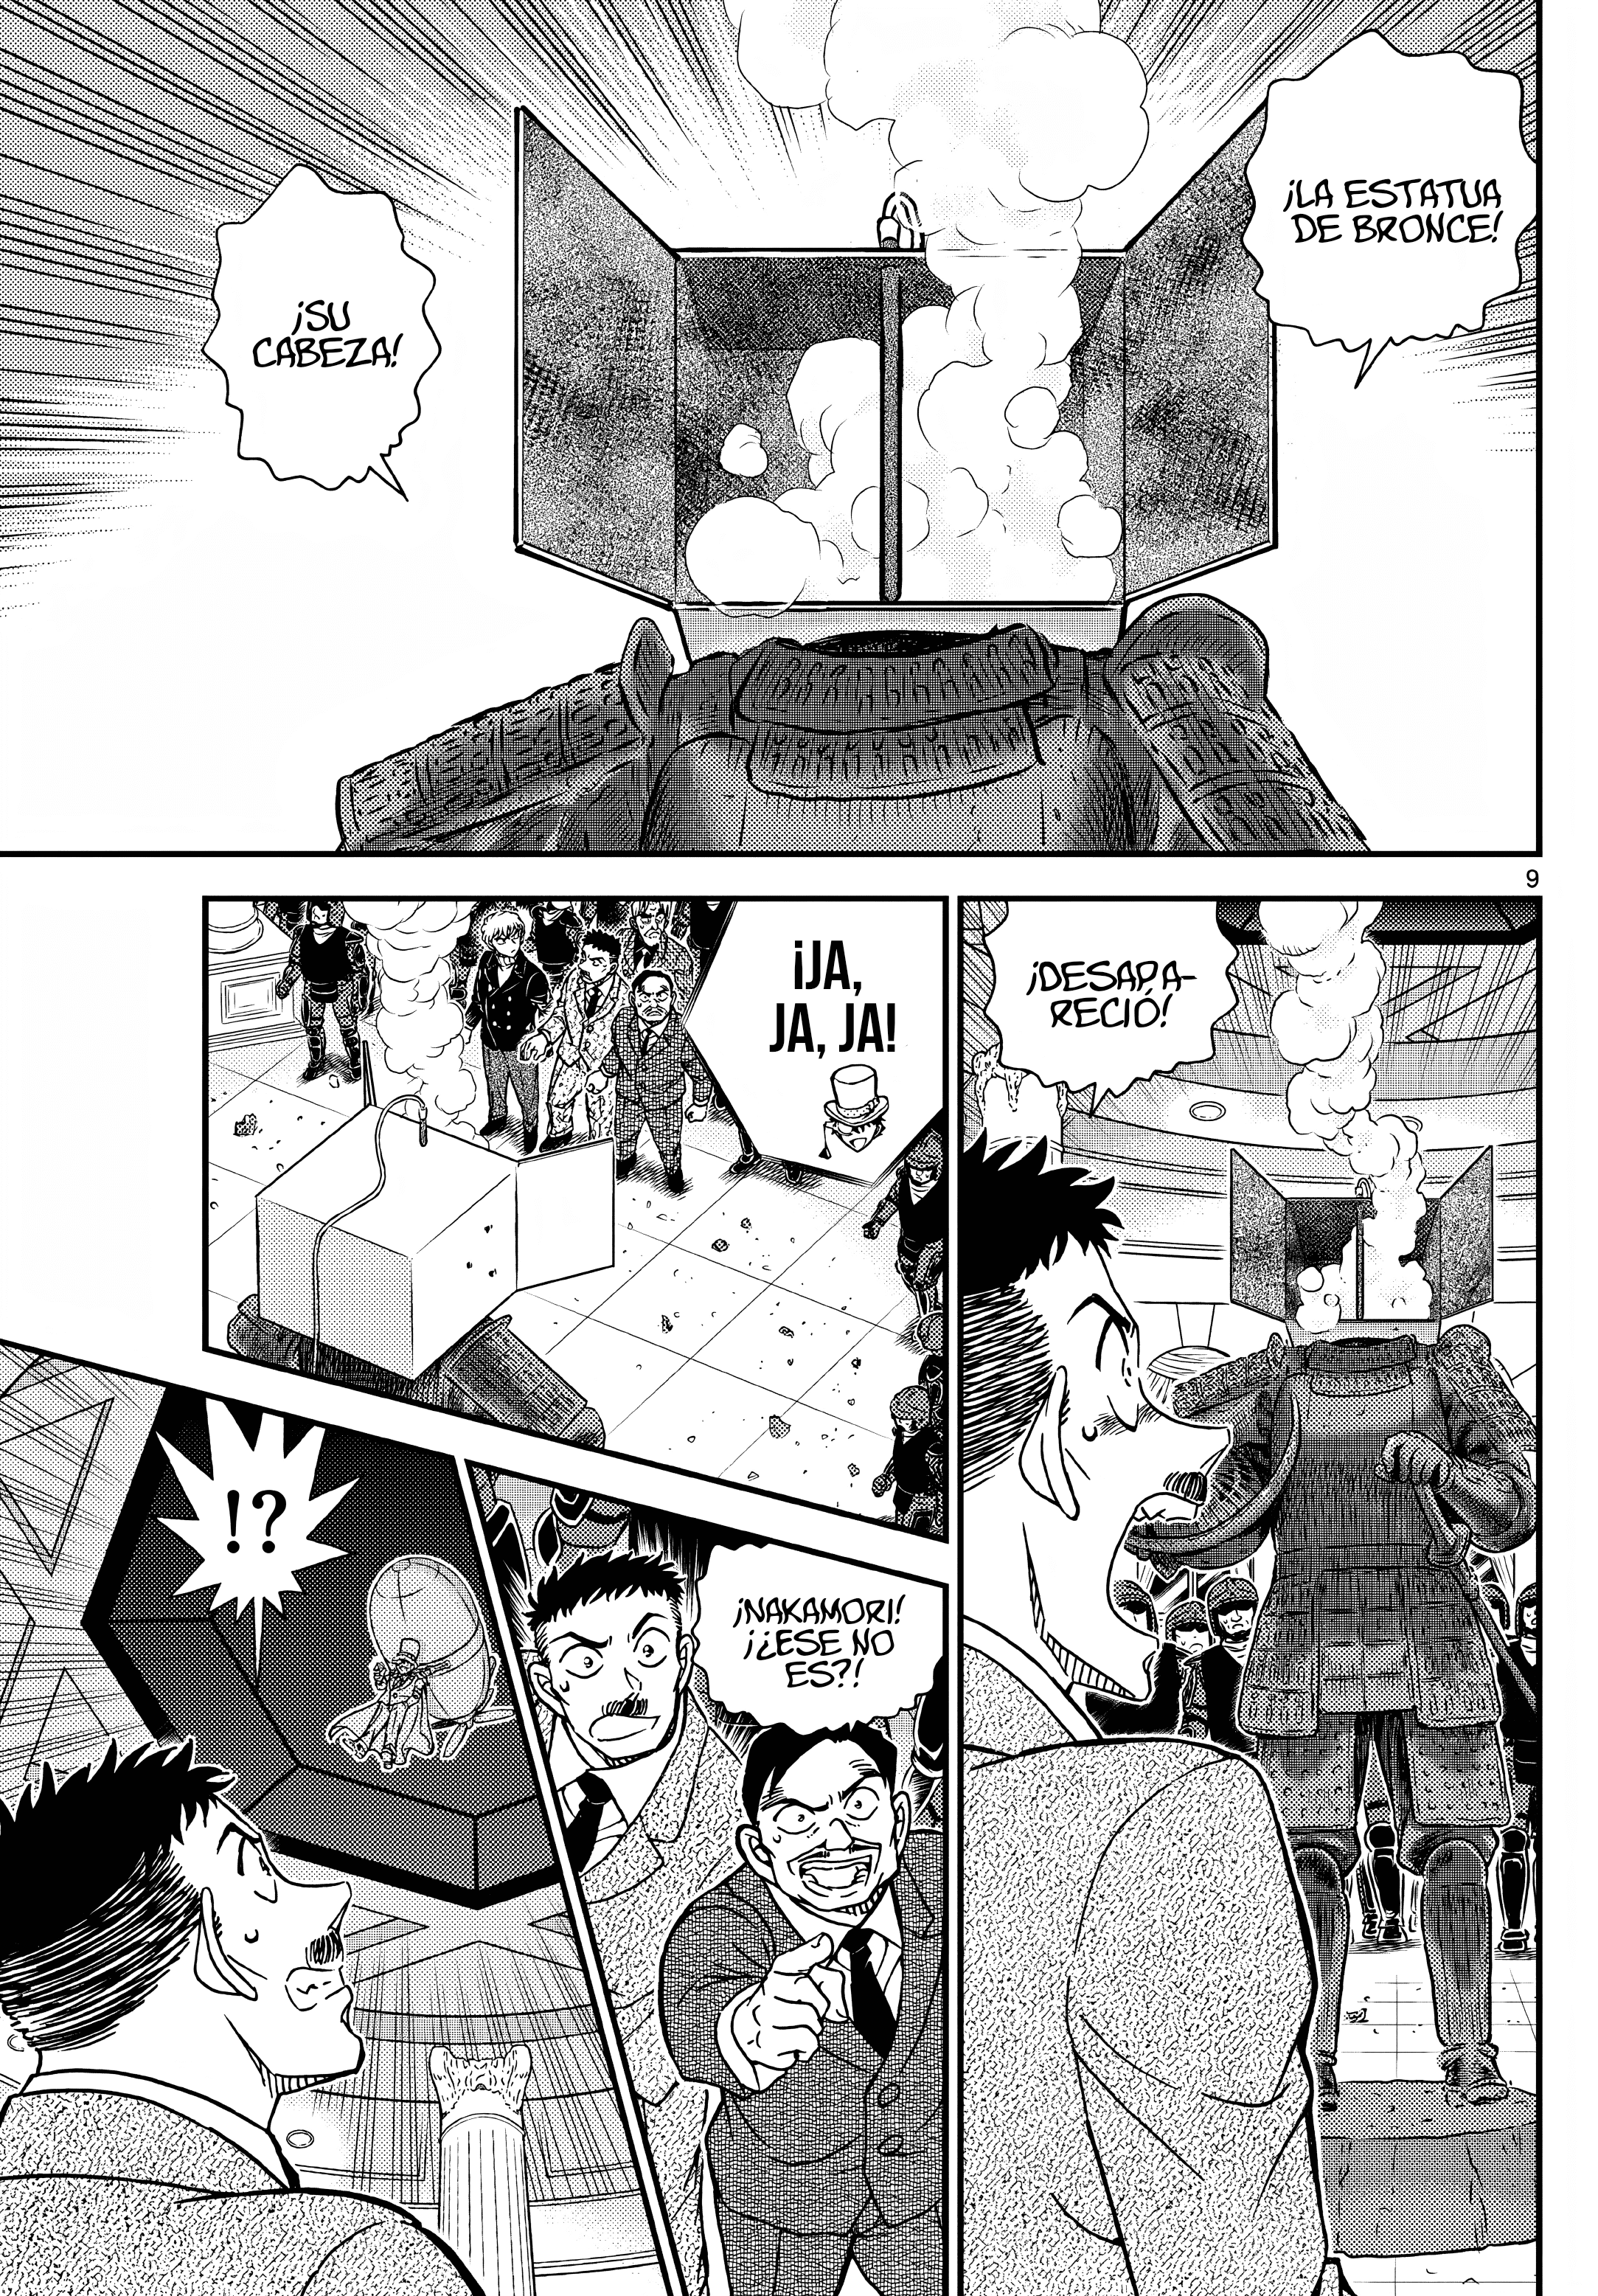 ¡LA ESTATUA
DE BRONCE!
¡SU
CABEZA!
9
¡DESAPA-
RECIÓ!
¡JA,
JA, JA!
¡NAKAMORI!
¡¿ESE NO
ES?!
!?